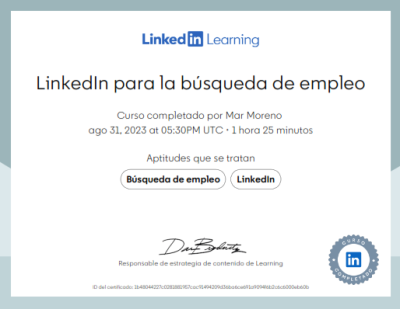 LinkedIn Learning
LinkedIn para la búsqueda de empleo
Curso completado por Mar Moreno
ago 31, 2023 at 05:30PM UTC • 1 hora 25 minutos
Aptitudes que se tratan
Búsqueda de empleo
LinkedIn
Responsable de estrategia de contenido de Learning
ID del certificado:
CURSO
in
COMPLETADO